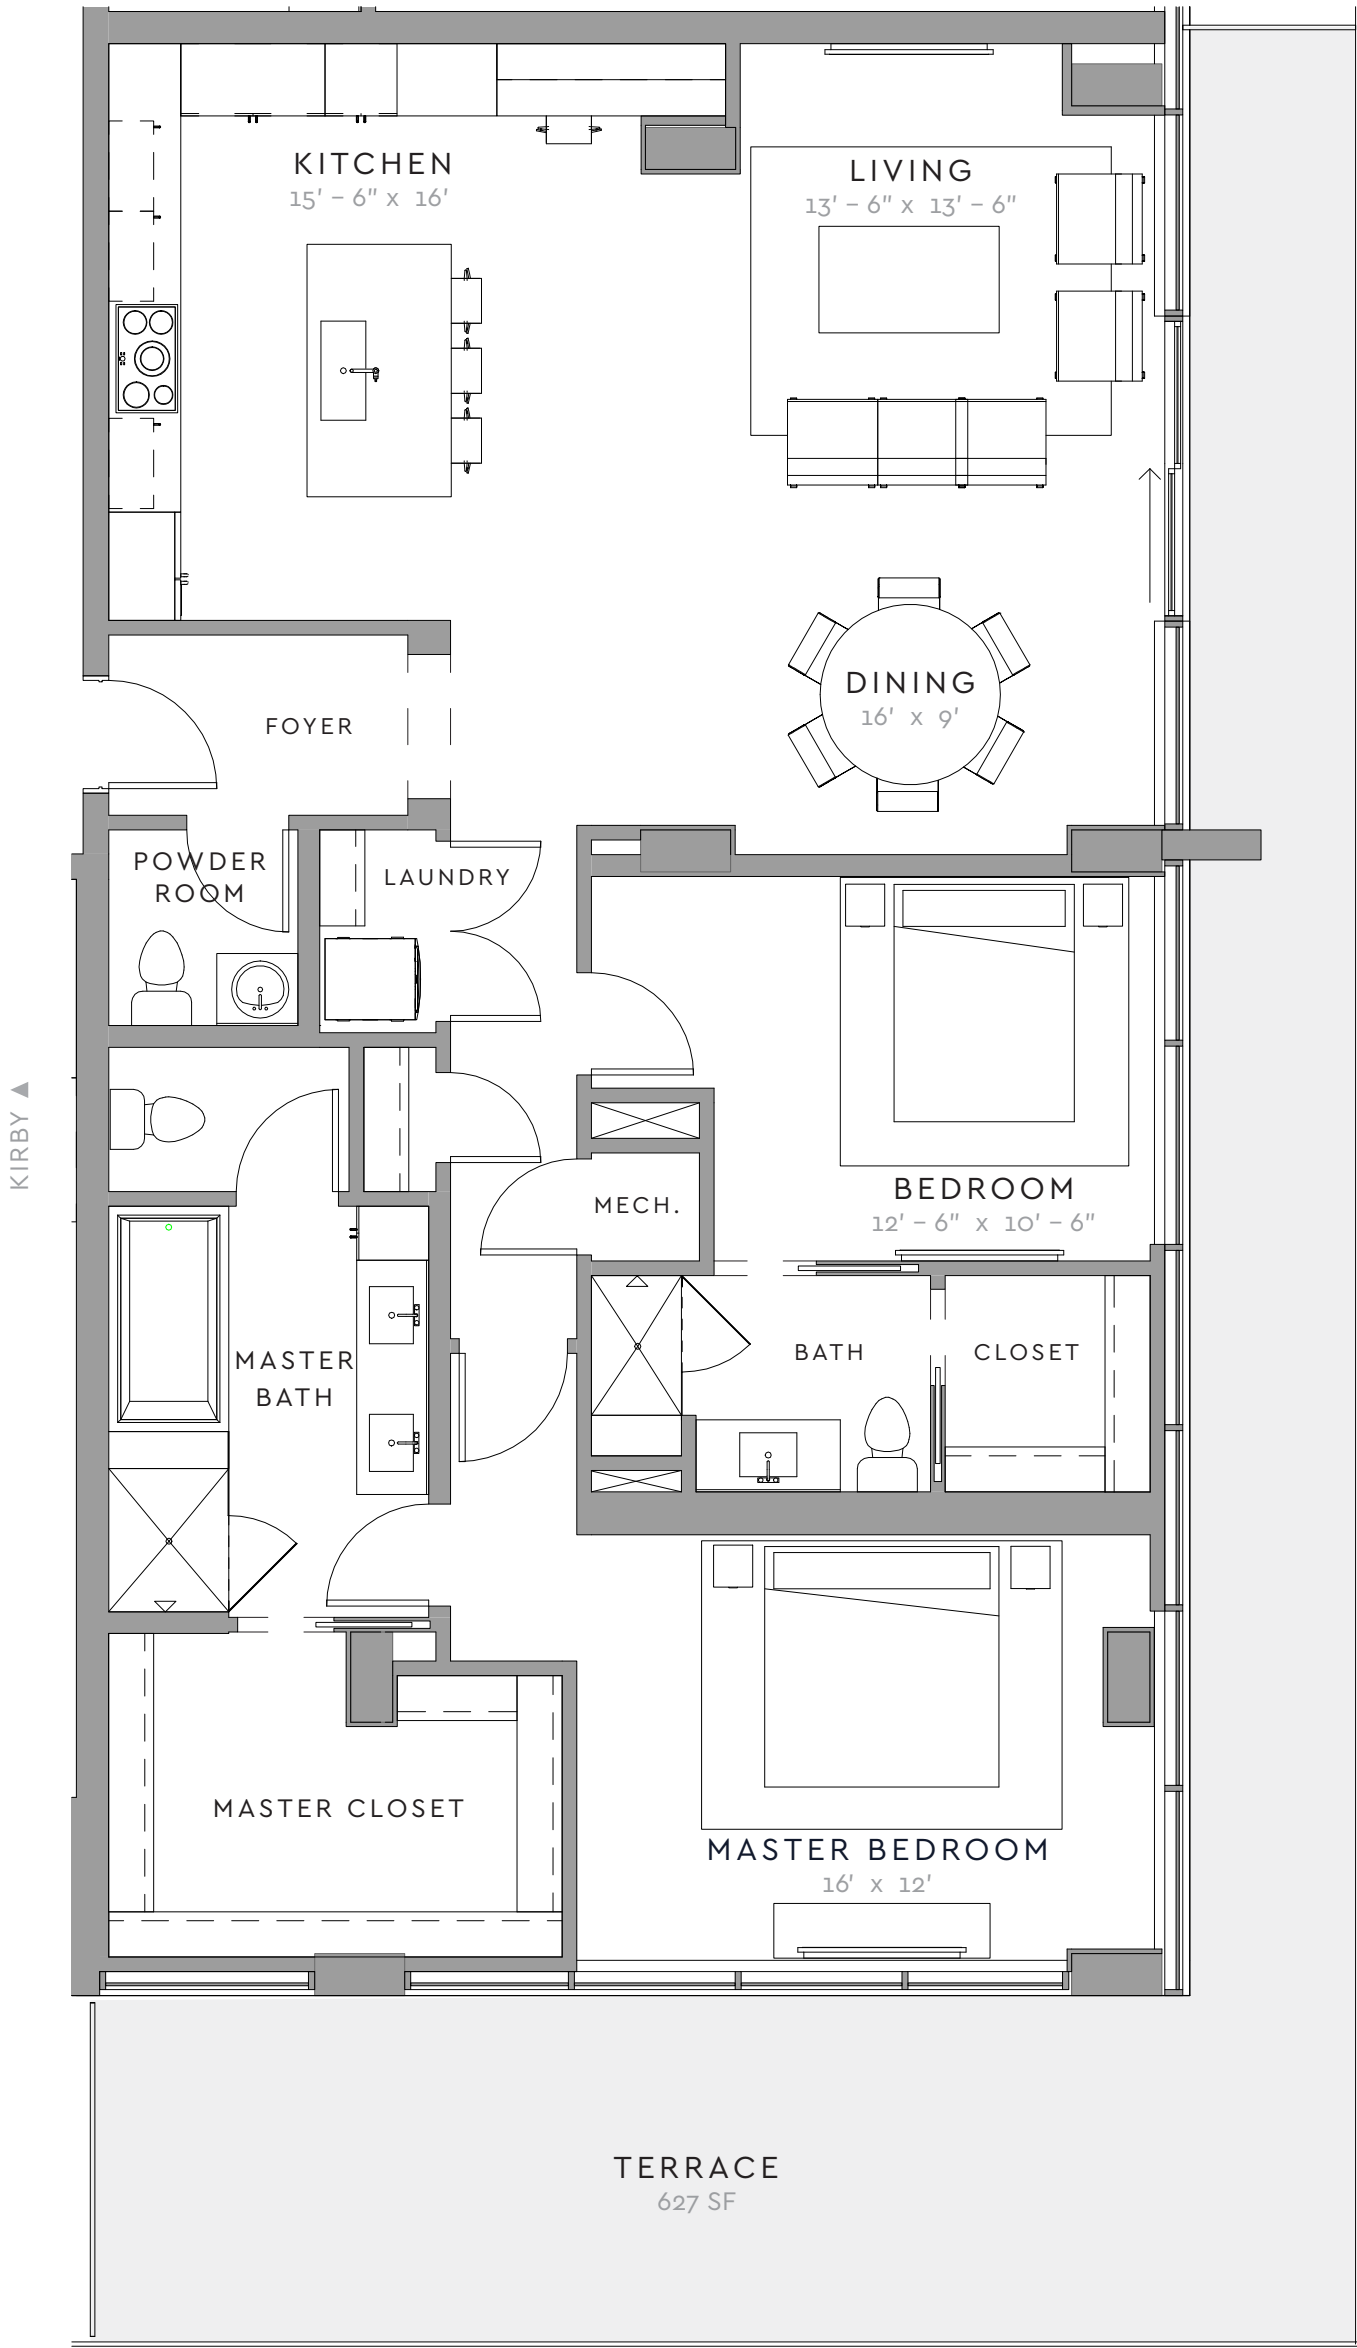 KITCHEN
15' – 6" x 16'
LIVING
13' – 6" x 13' – 6"
DINING
16' x 9'
FOYER
POWDER
ROOM
LAUNDRY
KIRBY ▲
MECH.
BEDROOM
12' – 6" x 10' – 6"
MASTER
BATH
BATH
CLOSET
MASTER CLOSET
MASTER BEDROOM
16' x 12'
TERRACE
627 SF